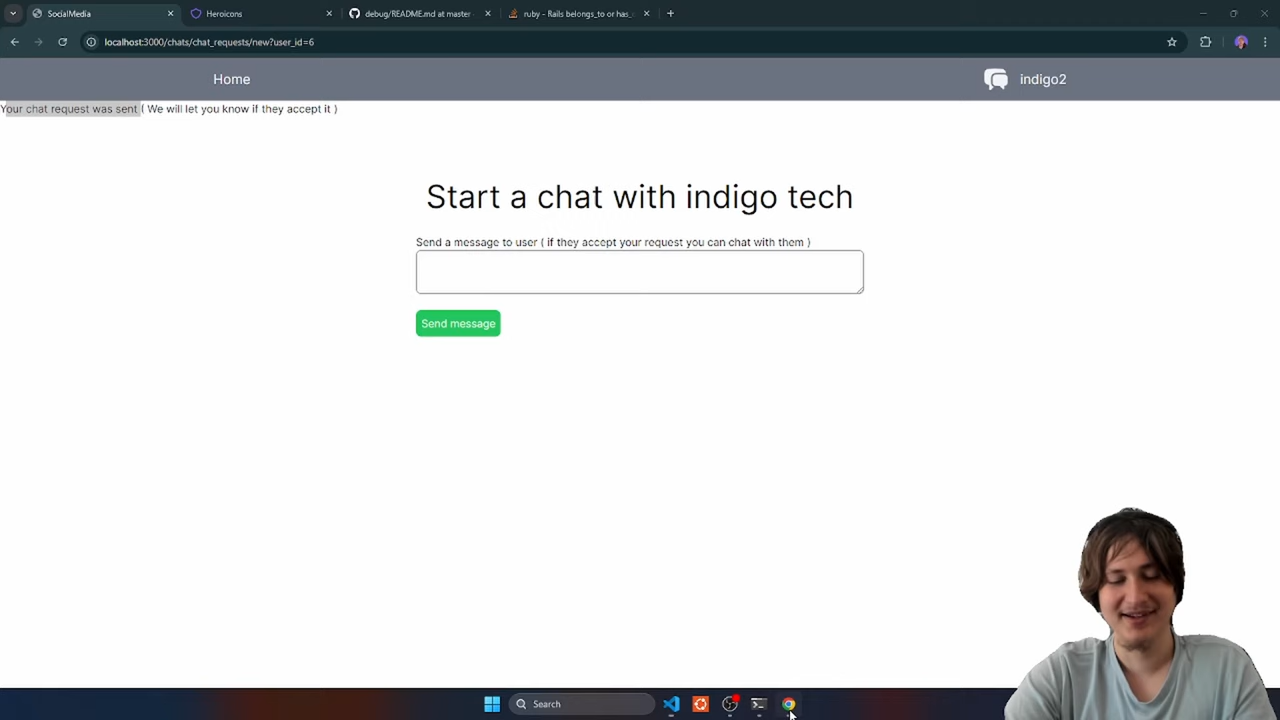 SocialMedia
Heroicons
debug/README.md at master
ruby - Rails belongs_to or has_
localhost:3000/chats/chat_requests/new?user_id=6
Home
indigo2
Your chat request was sent ( We will let you know if they accept it )
Start a chat with indigo tech
Send a message to user ( if they accept your request you can chat with them )
Send message
Search